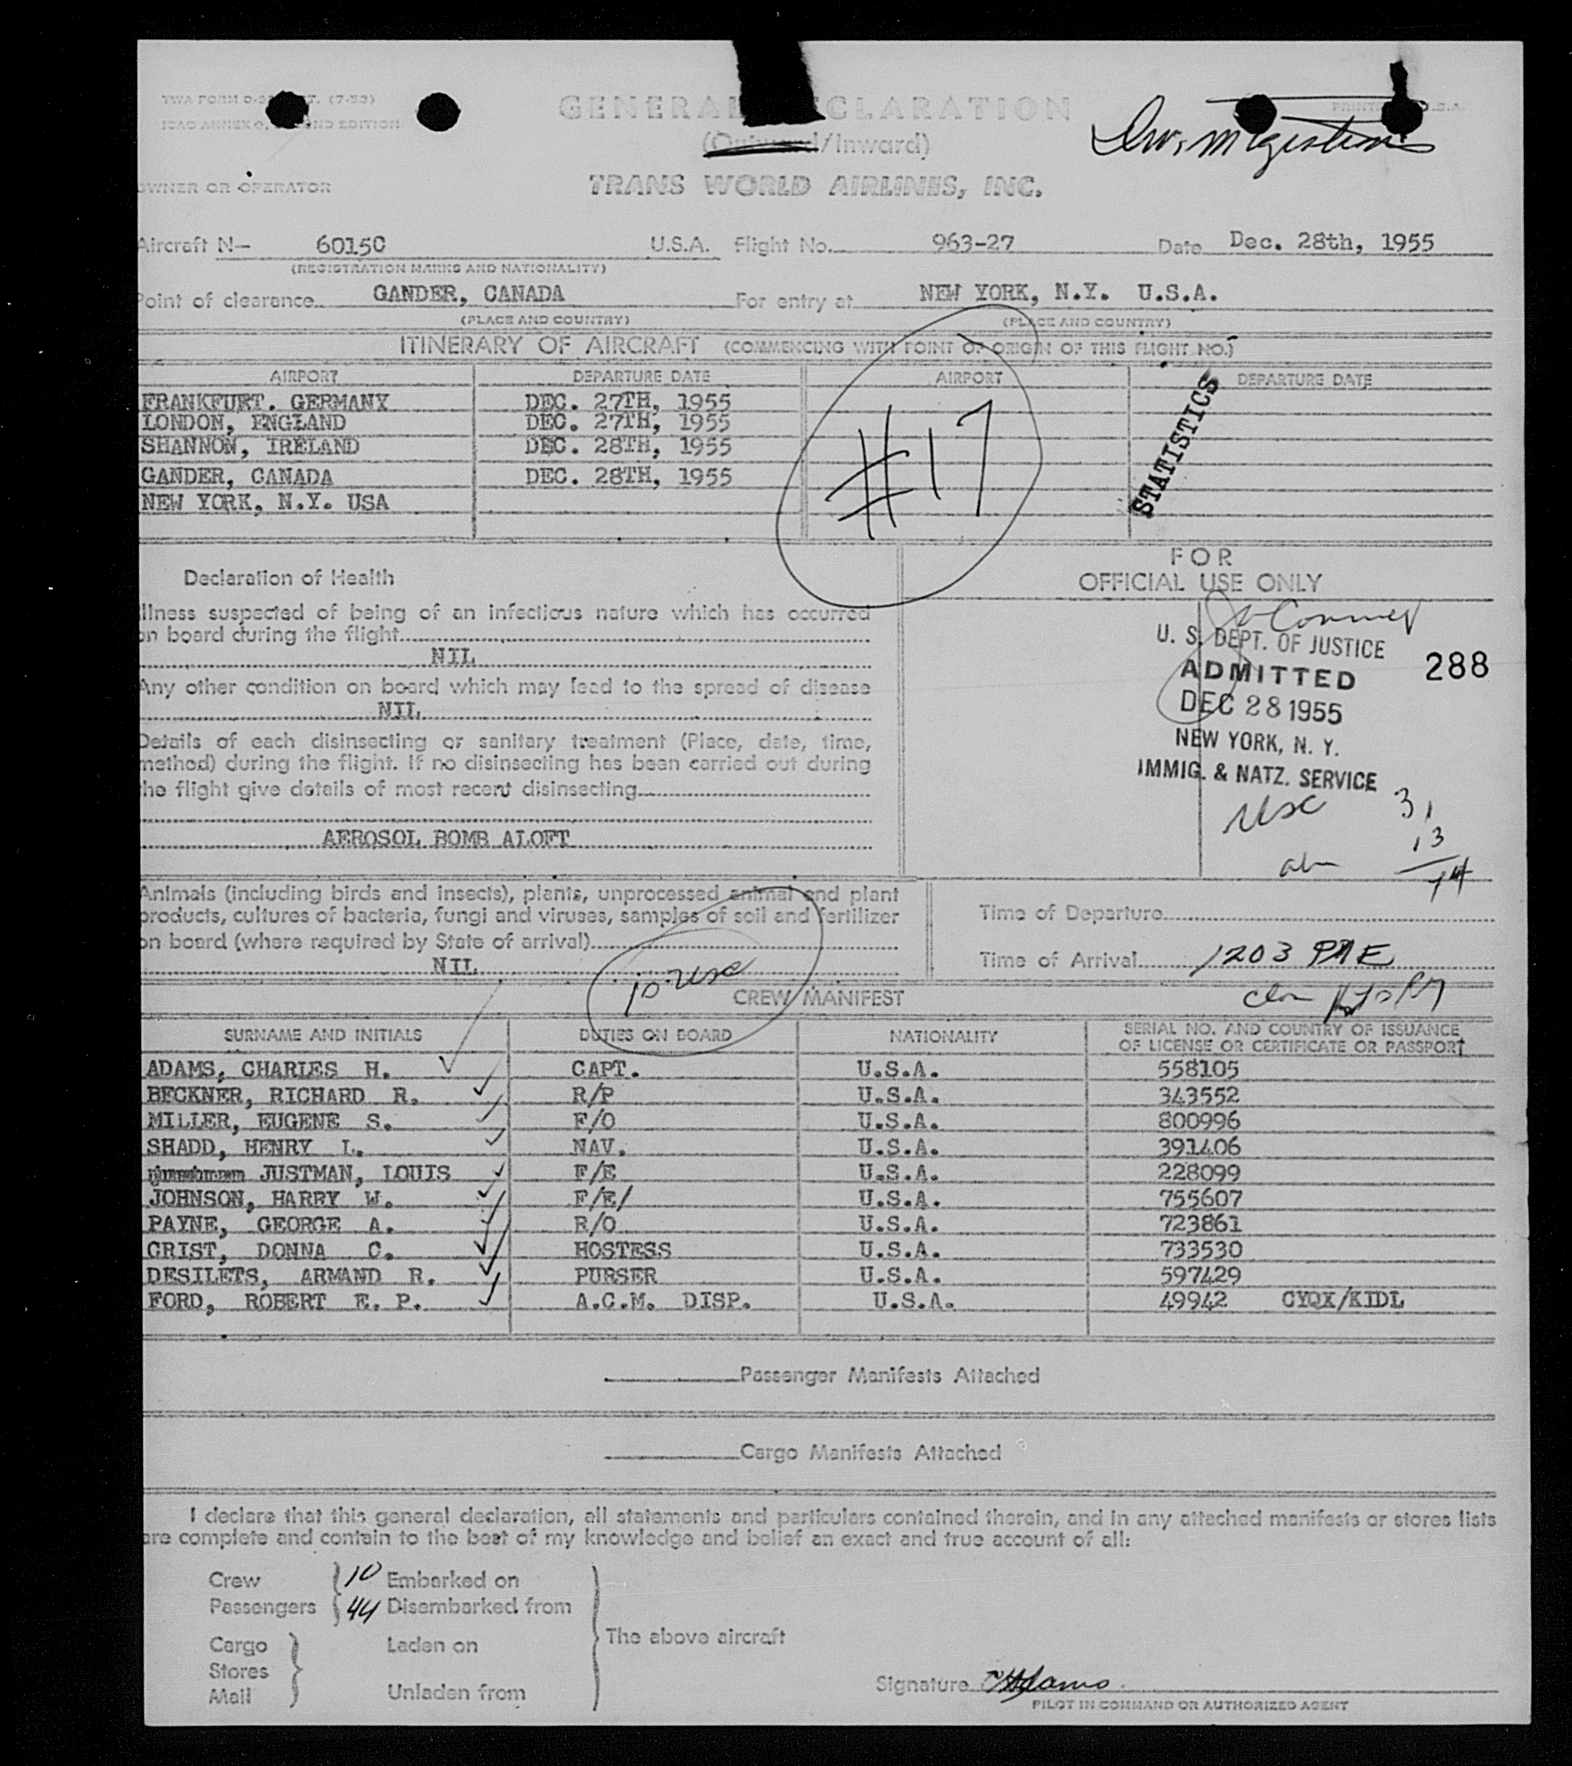 TWA FORM (7-53)
ICAO ANNEX 9, SECOND EDITION
GENERAL DECLARATION
(Outward/Inward)
OWNER OR OPERATOR
TRANS WORLD AIRLINES, INC.
Aircraft N- 6015C U.S.A. Flight No. 963-27 Date Dec. 28th, 1955
(REGISTRATION MARKS AND NATIONALITY)
Point of clearance GANDER, CANADA For entry at NEW YORK, N.Y. U.S.A.
(PLACE AND COUNTRY) (PLACE AND COUNTRY)
ITINERARY OF AIRCRAFT (COMMENCING WITH POINT OF ORIGIN OF THIS FLIGHT NO.)
AIRPORT DEPARTURE DATE AIRPORT DEPARTURE DATE
FRANKFURT. GERMANY DEC. 27TH, 1955
LONDON, ENGLAND DEC. 27TH, 1955
SHANNON, IRELAND DEC. 28TH, 1955
GANDER, CANADA DEC. 28TH, 1955
NEW YORK, N.Y. USA
#17
STATISTICS
Declaration of Health
Illness suspected of being of an infectious nature which has occurred
on board during the flight
NIL
Any other condition on board which may lead to the spread of disease
NIL
Details of each disinsecting or sanitary treatment (Place, date, time,
method) during the flight. If no disinsecting has been carried out during
the flight give details of most recent disinsecting
AEROSOL BOMB ALOFT
FOR
OFFICIAL USE ONLY
U. S. DEPT. OF JUSTICE
ADMITTED 288
DEC 28 1955
NEW YORK, N. Y.
IMMIG. & NATZ. SERVICE
USC 31
13
Animals (including birds and insects), plants, unprocessed animal and plant
products, cultures of bacteria, fungi and viruses, samples of soil and fertilizer
on board (where required by State of arrival)
NIL
Time of Departure
Time of Arrival 1203 PM E
10 USC
CREW MANIFEST
SURNAME AND INITIALS DUTIES ON BOARD NATIONALITY SERIAL NO. AND COUNTRY OF ISSUANCE OF LICENSE OR CERTIFICATE OR PASSPORT
ADAMS, CHARLES H. CAPT. U.S.A. 558105
BECKNER, RICHARD R. R/P U.S.A. 343552
MILLER, EUGENE S. F/O U.S.A. 800996
SHADD, HENRY L. NAV. U.S.A. 391406
JUSTMAN, LOUIS F/E U.S.A. 228099
JOHNSON, HARRY W. F/E/ U.S.A. 755607
PAYNE, GEORGE A. R/O U.S.A. 723861
CRIST, DONNA C. HOSTESS U.S.A. 733530
DESILETS, ARMAND R. PURSER U.S.A. 597429
FORD, ROBERT E. P. A.C.M. DISP. U.S.A. 49942 CYQX/KIDL
Passenger Manifests Attached
Cargo Manifests Attached
I declare that this general declaration, all statements and particulars contained therein, and in any attached manifests or stores lists
are complete and contain to the best of my knowledge and belief an exact and true account of all:
Crew 10 Embarked on
Passengers 44 Disembarked from
Cargo Laden on
Stores
Mail Unladen from
The above aircraft
Signature C H Adams
PILOT IN COMMAND OR AUTHORIZED AGENT